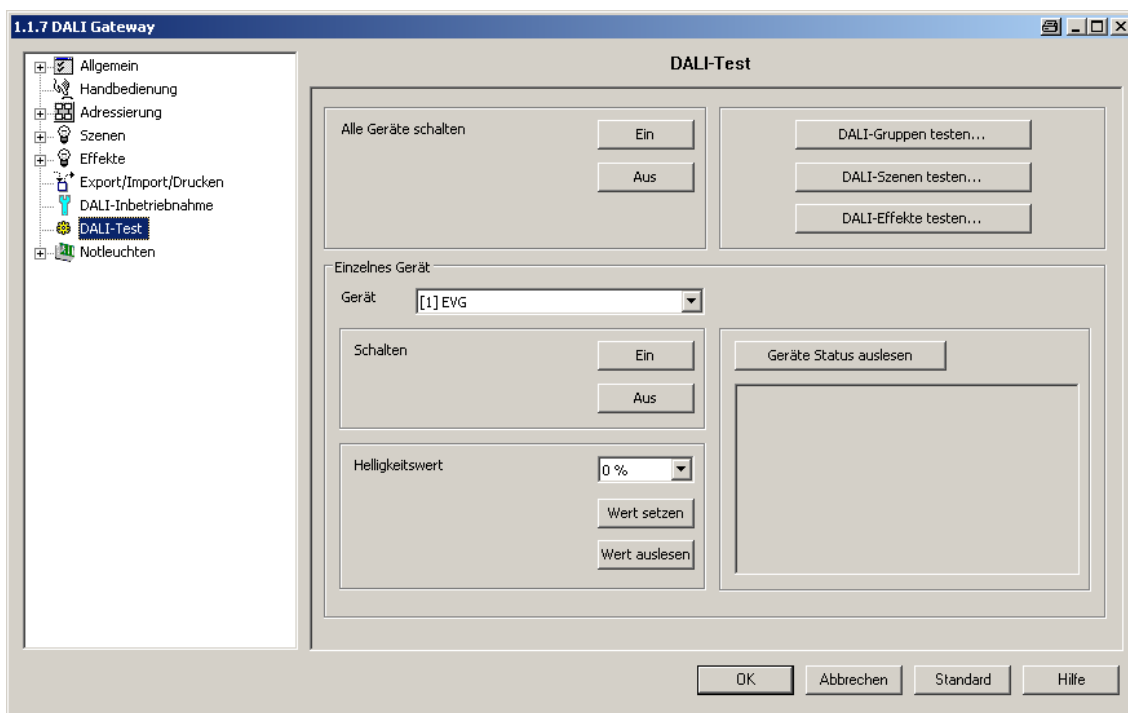 1.1.7 DALI Gateway
Allgemein
Handbedienung
Adressierung
Szenen
Effekte
Export/Import/Drucken
DALI-Inbetriebnahme
DALI-Test
Notleuchten
DALI-Test
Alle Geräte schalten
Ein
Aus
DALI-Gruppen testen...
DALI-Szenen testen...
DALI-Effekte testen...
Einzelnes Gerät
Gerät
[1] EVG
Schalten
Ein
Aus
Geräte Status auslesen
Helligkeitswert
0 %
Wert setzen
Wert auslesen
OK
Abbrechen
Standard
Hilfe